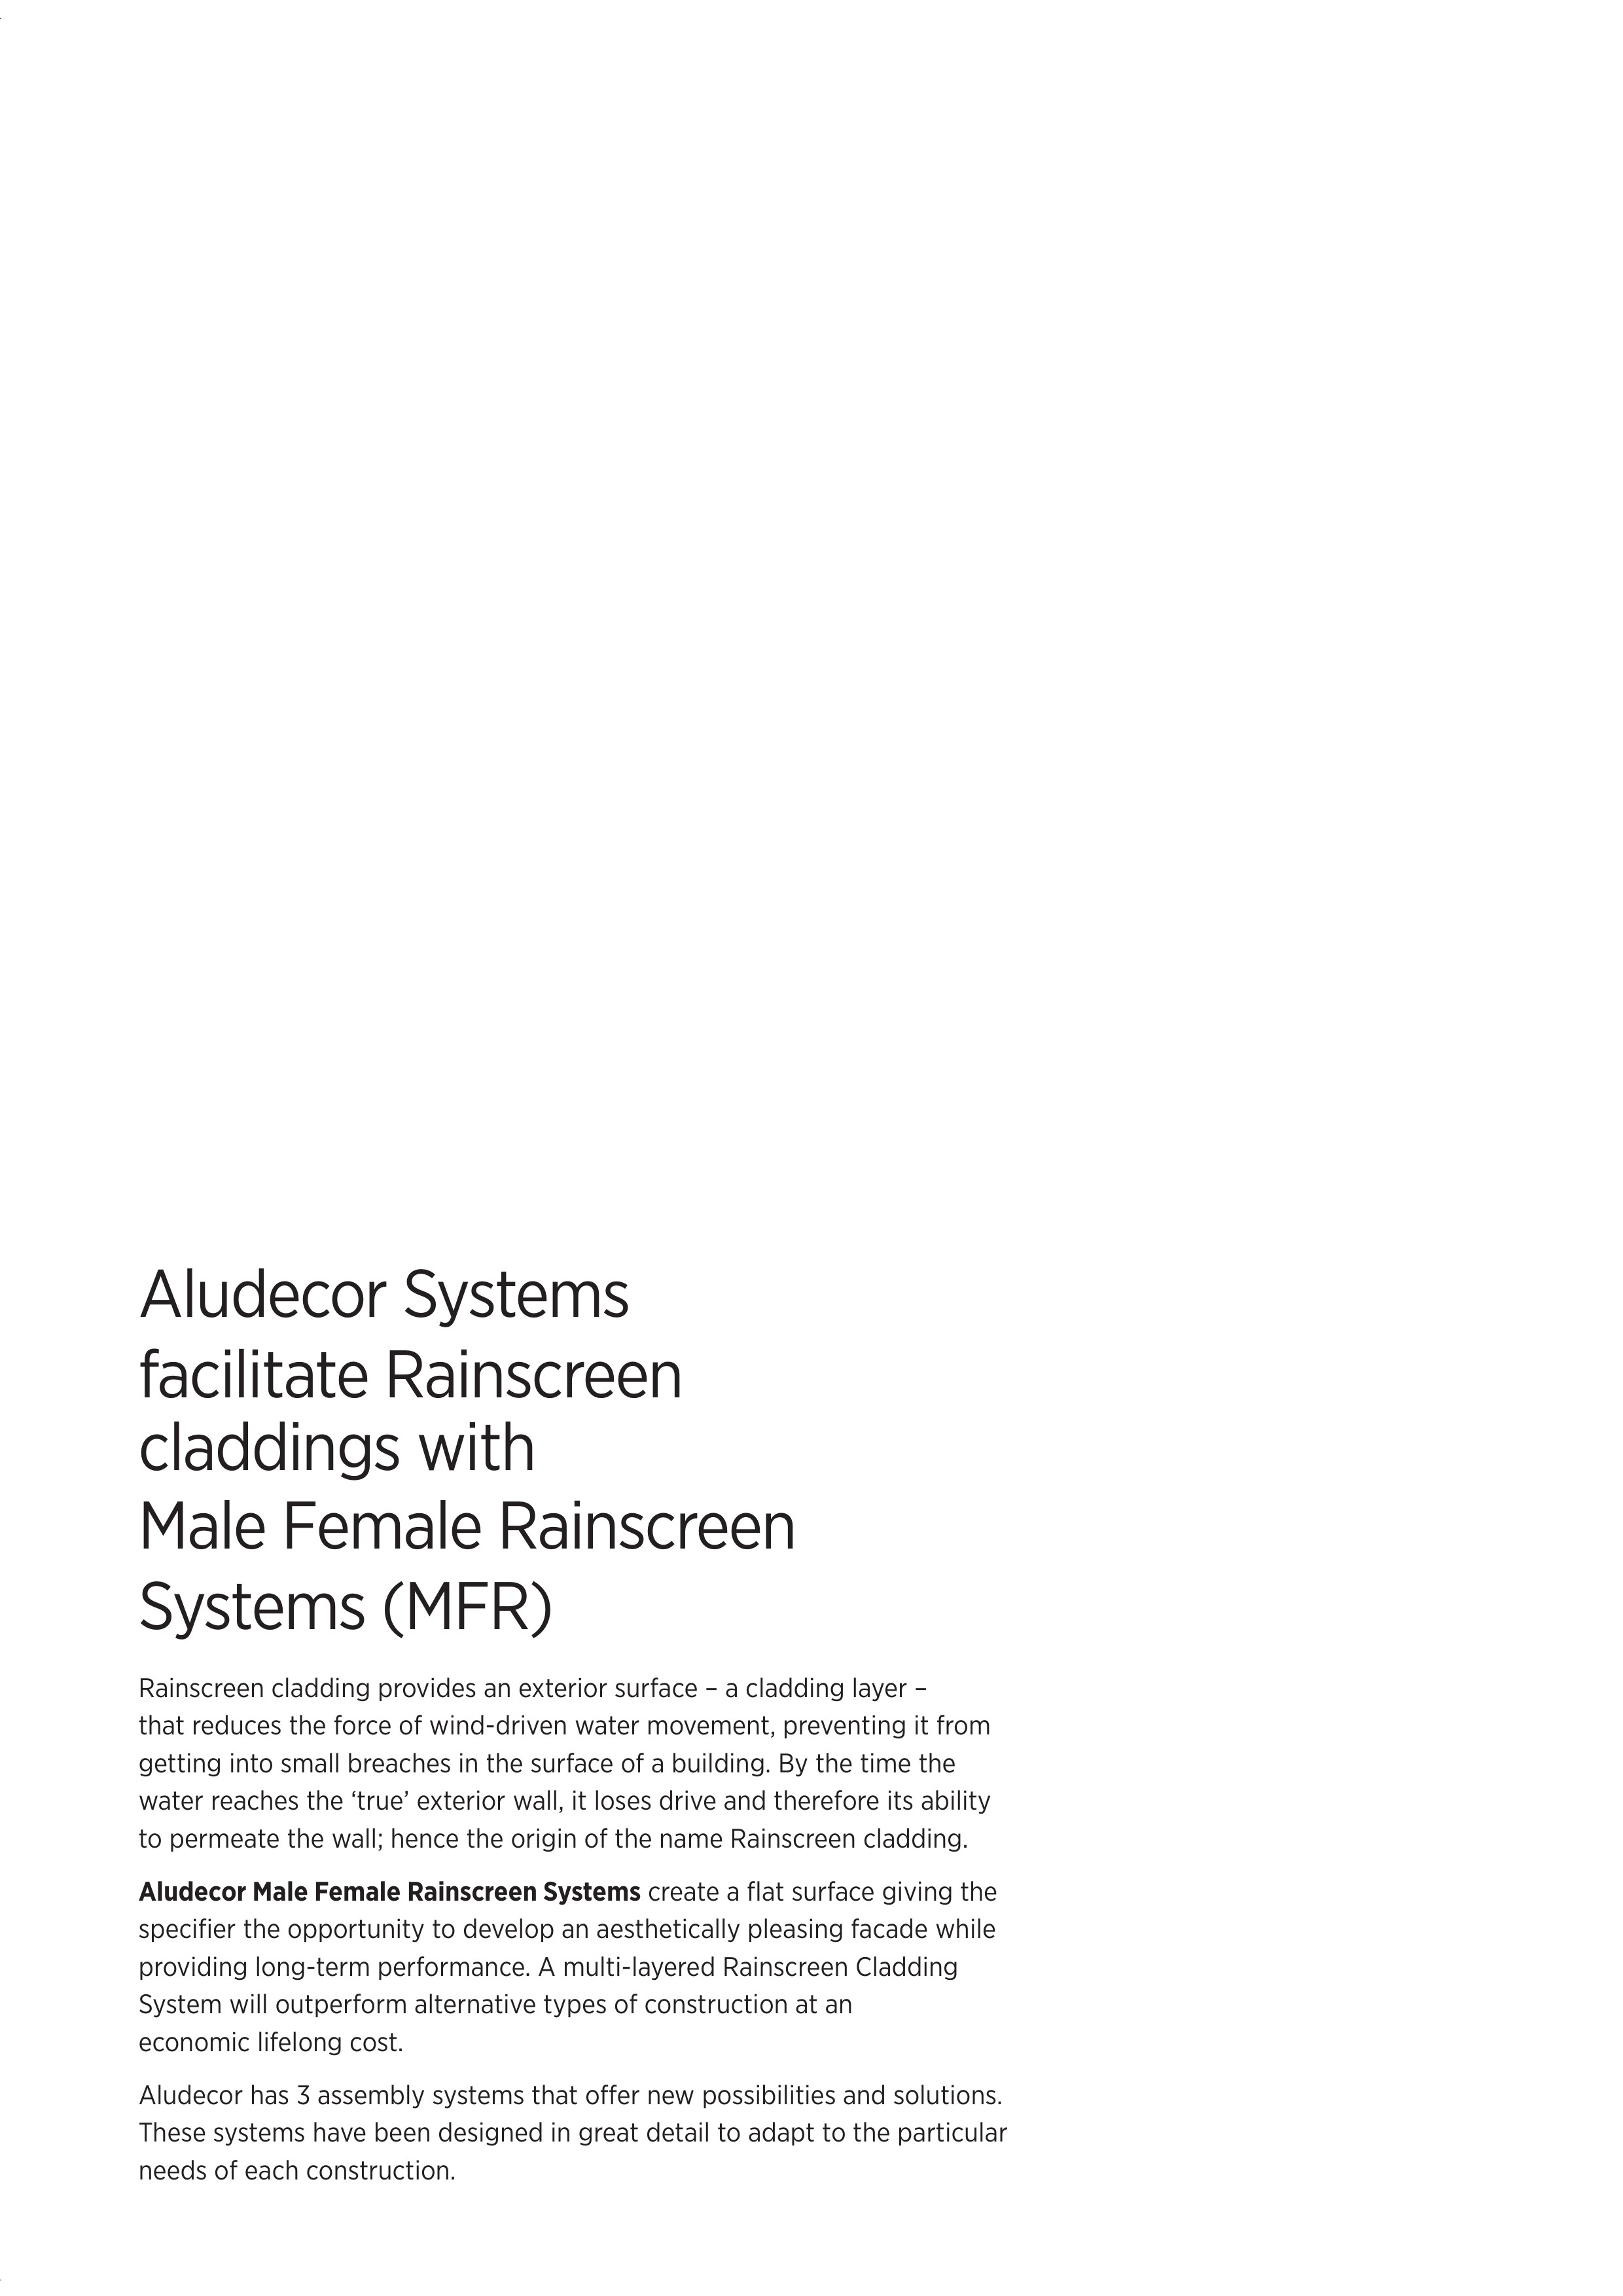 Aludecor Systems
facilitate Rainscreen
claddings with
Male Female Rainscreen
Systems (MFR)
Rainscreen cladding provides an exterior surface – a cladding layer –
that reduces the force of wind-driven water movement, preventing it from
getting into small breaches in the surface of a building. By the time the
water reaches the ‘true’ exterior wall, it loses drive and therefore its ability
to permeate the wall; hence the origin of the name Rainscreen cladding.
Aludecor Male Female Rainscreen Systems create a flat surface giving the
specifier the opportunity to develop an aesthetically pleasing facade while
providing long-term performance. A multi-layered Rainscreen Cladding
System will outperform alternative types of construction at an
economic lifelong cost.
Aludecor has 3 assembly systems that offer new possibilities and solutions.
These systems have been designed in great detail to adapt to the particular
needs of each construction.